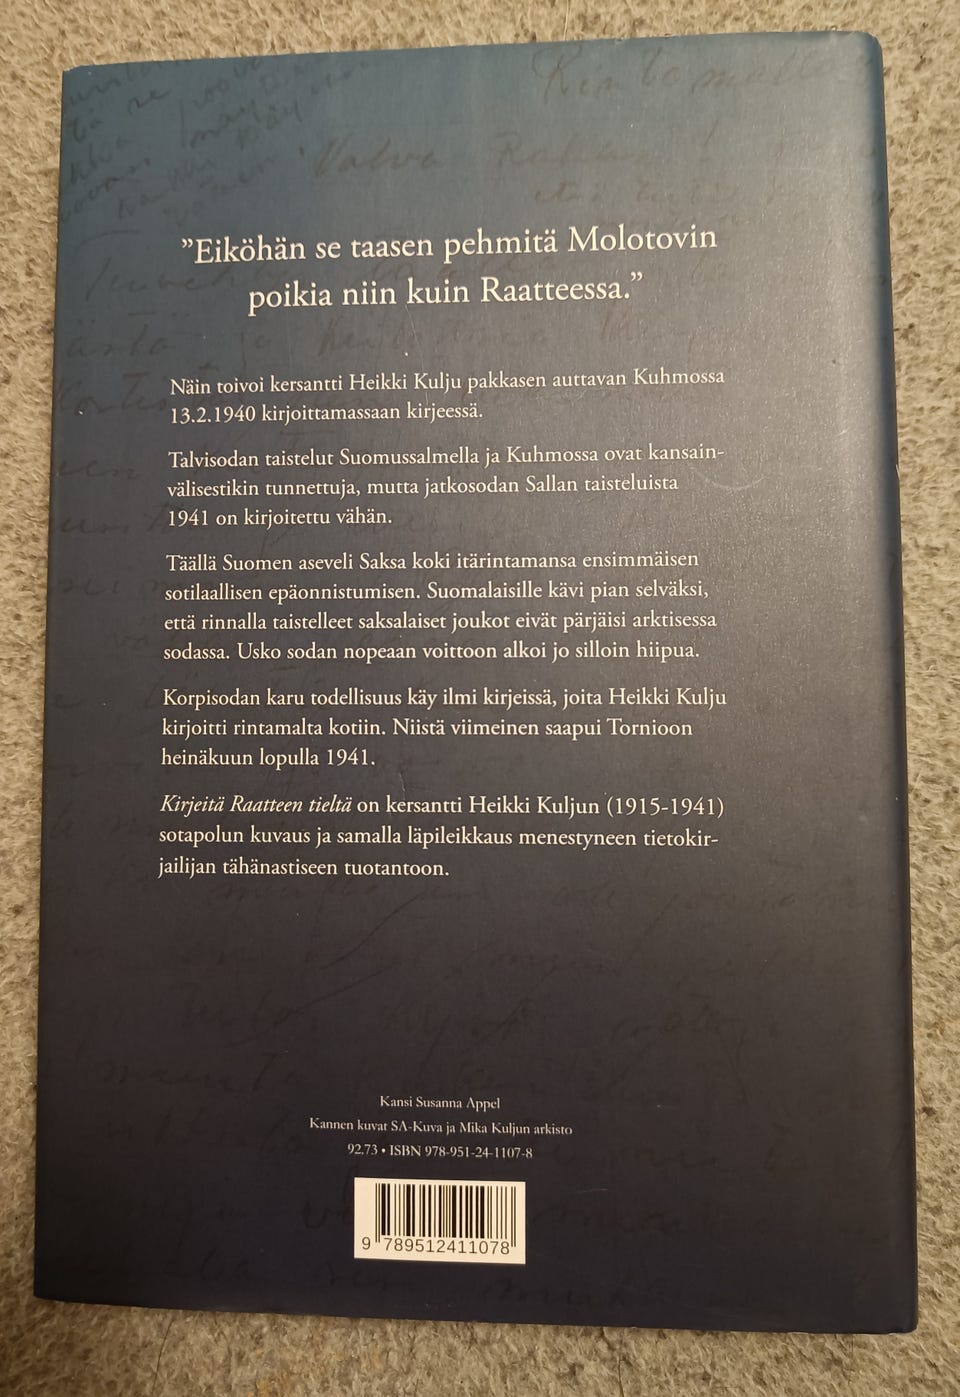 ”Eiköhän se taasen pehmitä Molotovin
poikia niin kuin Raatteessa.”
Näin toivoi kersantti Heikki Kulju pakkasen auttavan Kuhmossa
13.2.1940 kirjoittamassaan kirjeessä.
Talvisodan taistelut Suomussalmella ja Kuhmossa ovat kansain-
välisestikin tunnettuja, mutta jatkosodan Sallan taisteluista
1941 on kirjoitettu vähän.
Täällä Suomen aseveli Saksa koki itärintamansa ensimmäisen
sotilaallisen epäonnistumisen. Suomalaisille kävi pian selväksi,
että rinnalla taistelleet saksalaiset joukot eivät pärjäisi arktisessa
sodassa. Usko sodan nopeaan voittoon alkoi jo silloin hiipua.
Korpisodan karu todellisuus käy ilmi kirjeissä, joita Heikki Kulju
kirjoitti rintamalta kotiin. Niistä viimeinen saapui Tornioon
heinäkuun lopulla 1941.
Kirjeitä Raatteen tieltä on kersantti Heikki Kuljun (1915-1941)
sotapolun kuvaus ja samalla läpileikkaus menestyneen tietokir-
jailijan tähänastiseen tuotantoon.
Kansi Susanna Appel
Kannen kuvat SA-Kuva ja Mika Kuljun arkisto
92.73 • ISBN 978-951-24-1107-8
9 789512411078